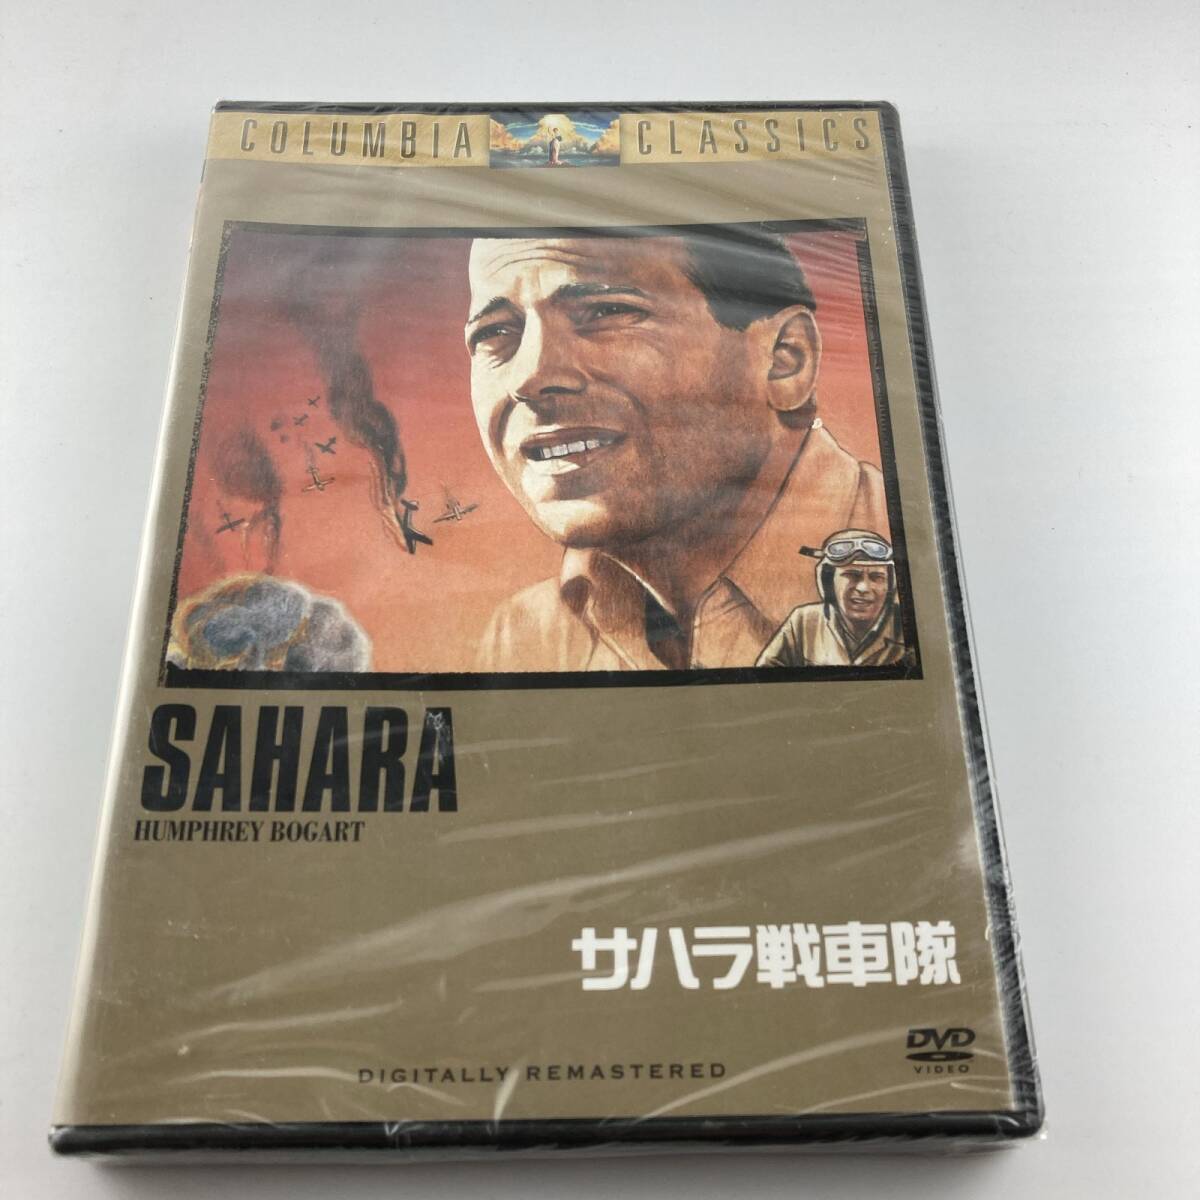 COLUMBIA CLASSICS
SAHARA
HUMPHREY BOGART
サハラ戦車隊
DVD
VIDEO
DIGITALLY REMASTERED